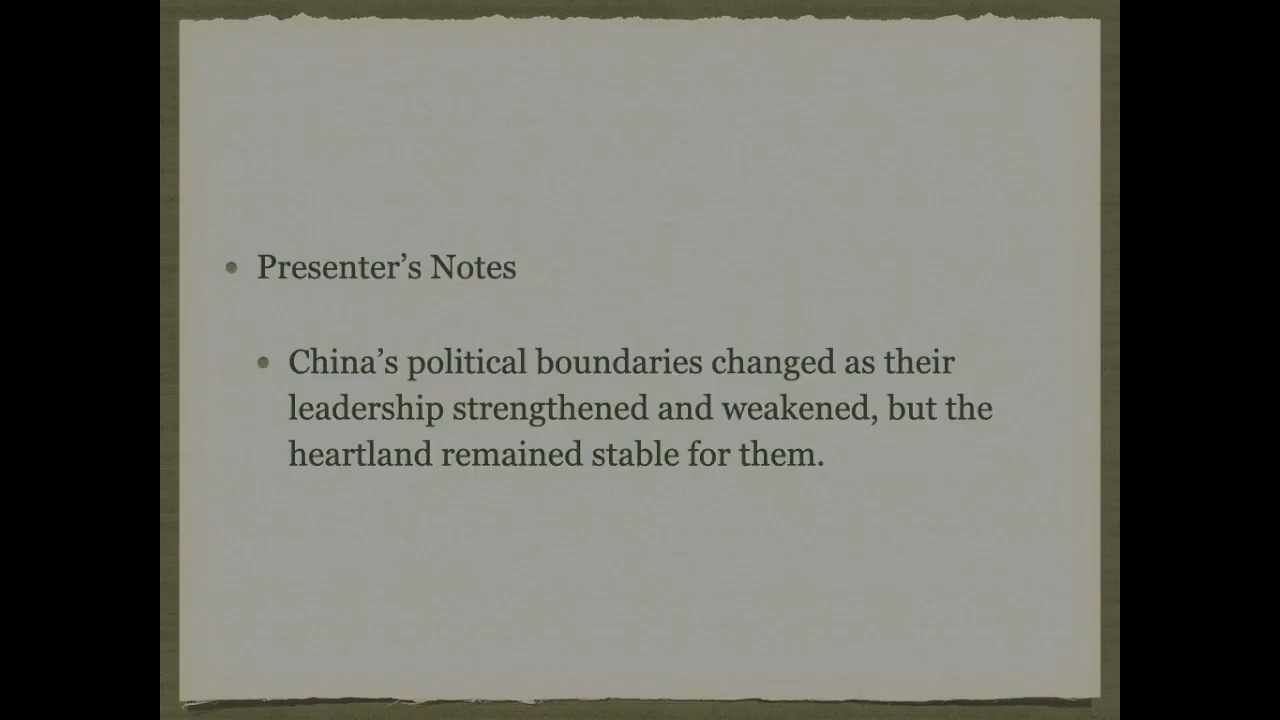 • Presenter’s Notes
• China’s political boundaries changed as their
leadership strengthened and weakened, but the
heartland remained stable for them.